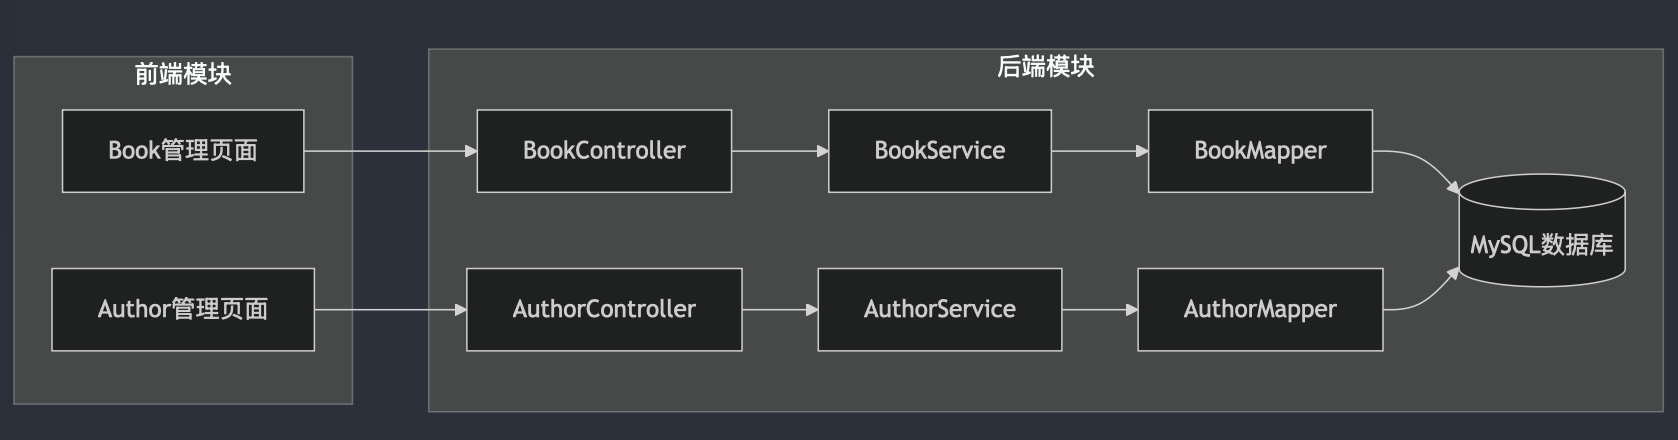 前端模块
后端模块
Book管理页面
BookController
BookService
BookMapper
MySQL数据库
Author管理页面
AuthorController
AuthorService
AuthorMapper